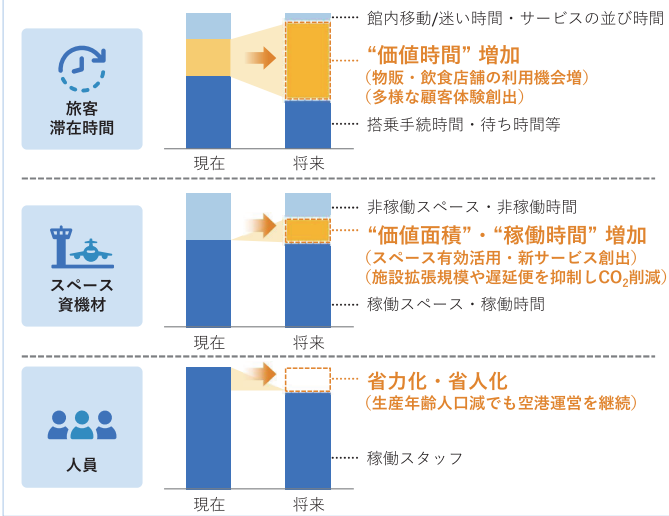 旅客
滞在時間
現在
将来
館内移動/迷い時間・サービスの並び時間
“価値時間” 増加
（物販・飲食店舗の利用機会増）
（多様な顧客体験創出）
搭乗手続時間・待ち時間等
スペース
資機材
現在
将来
非稼働スペース・非稼働時間
“価値面積”・“稼働時間” 増加
（スペース有効活用・新サービス創出）
（施設拡張規模や遅延便を抑制しCO₂削減）
稼働スペース・稼働時間
人員
現在
将来
省力化・省人化
（生産年齢人口減でも空港運営を継続）
稼働スタッフ